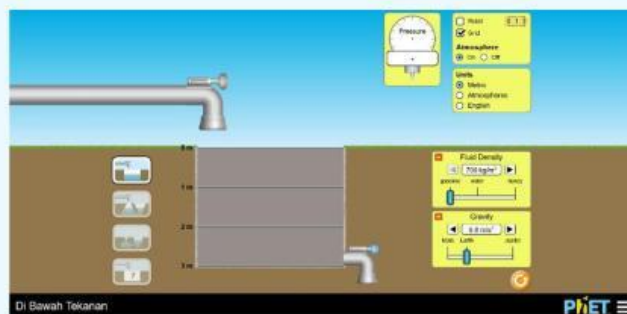 Pressure
Ruler
Grid
Atmosphere
On Off
Units
Metric
Atmospheres
English
0 m
1 m
2 m
3 m
Fluid Density
700 kg/m³
gasoline water honey
Gravity
9.8 m/s²
Mars Earth Jupiter
?
Di Bawah Tekanan
PhET